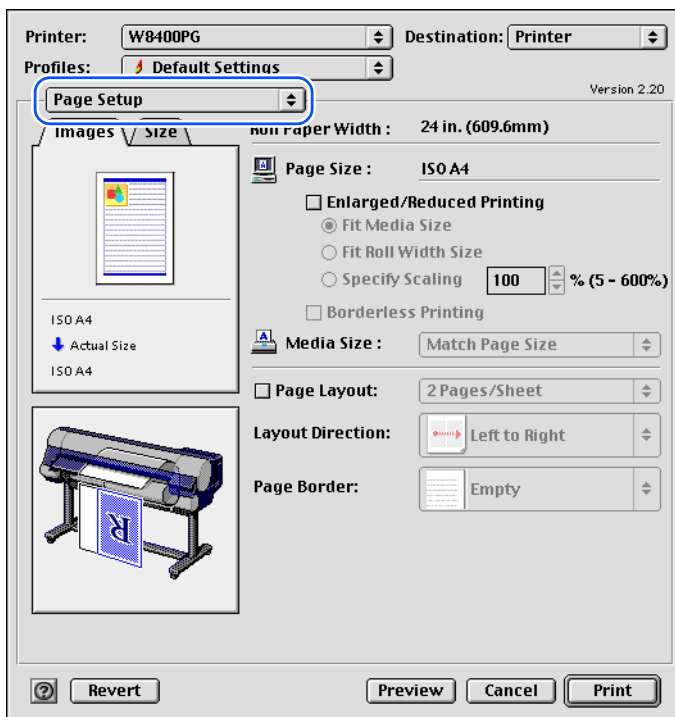 Printer: W8400PG Destination: Printer
Profiles: Default Settings
Version 2.20
Page Setup
Images Size Roll Paper Width : 24 in. (609.6mm)
Page Size : ISO A4
Enlarged/Reduced Printing
Fit Media Size
Fit Roll Width Size
Specify Scaling 100 % (5 - 600%)
Borderless Printing
ISO A4
Actual Size
ISO A4
Media Size : Match Page Size
Page Layout: 2 Pages/Sheet
Layout Direction: Left to Right
Page Border: Empty
R
? Revert Preview Cancel Print